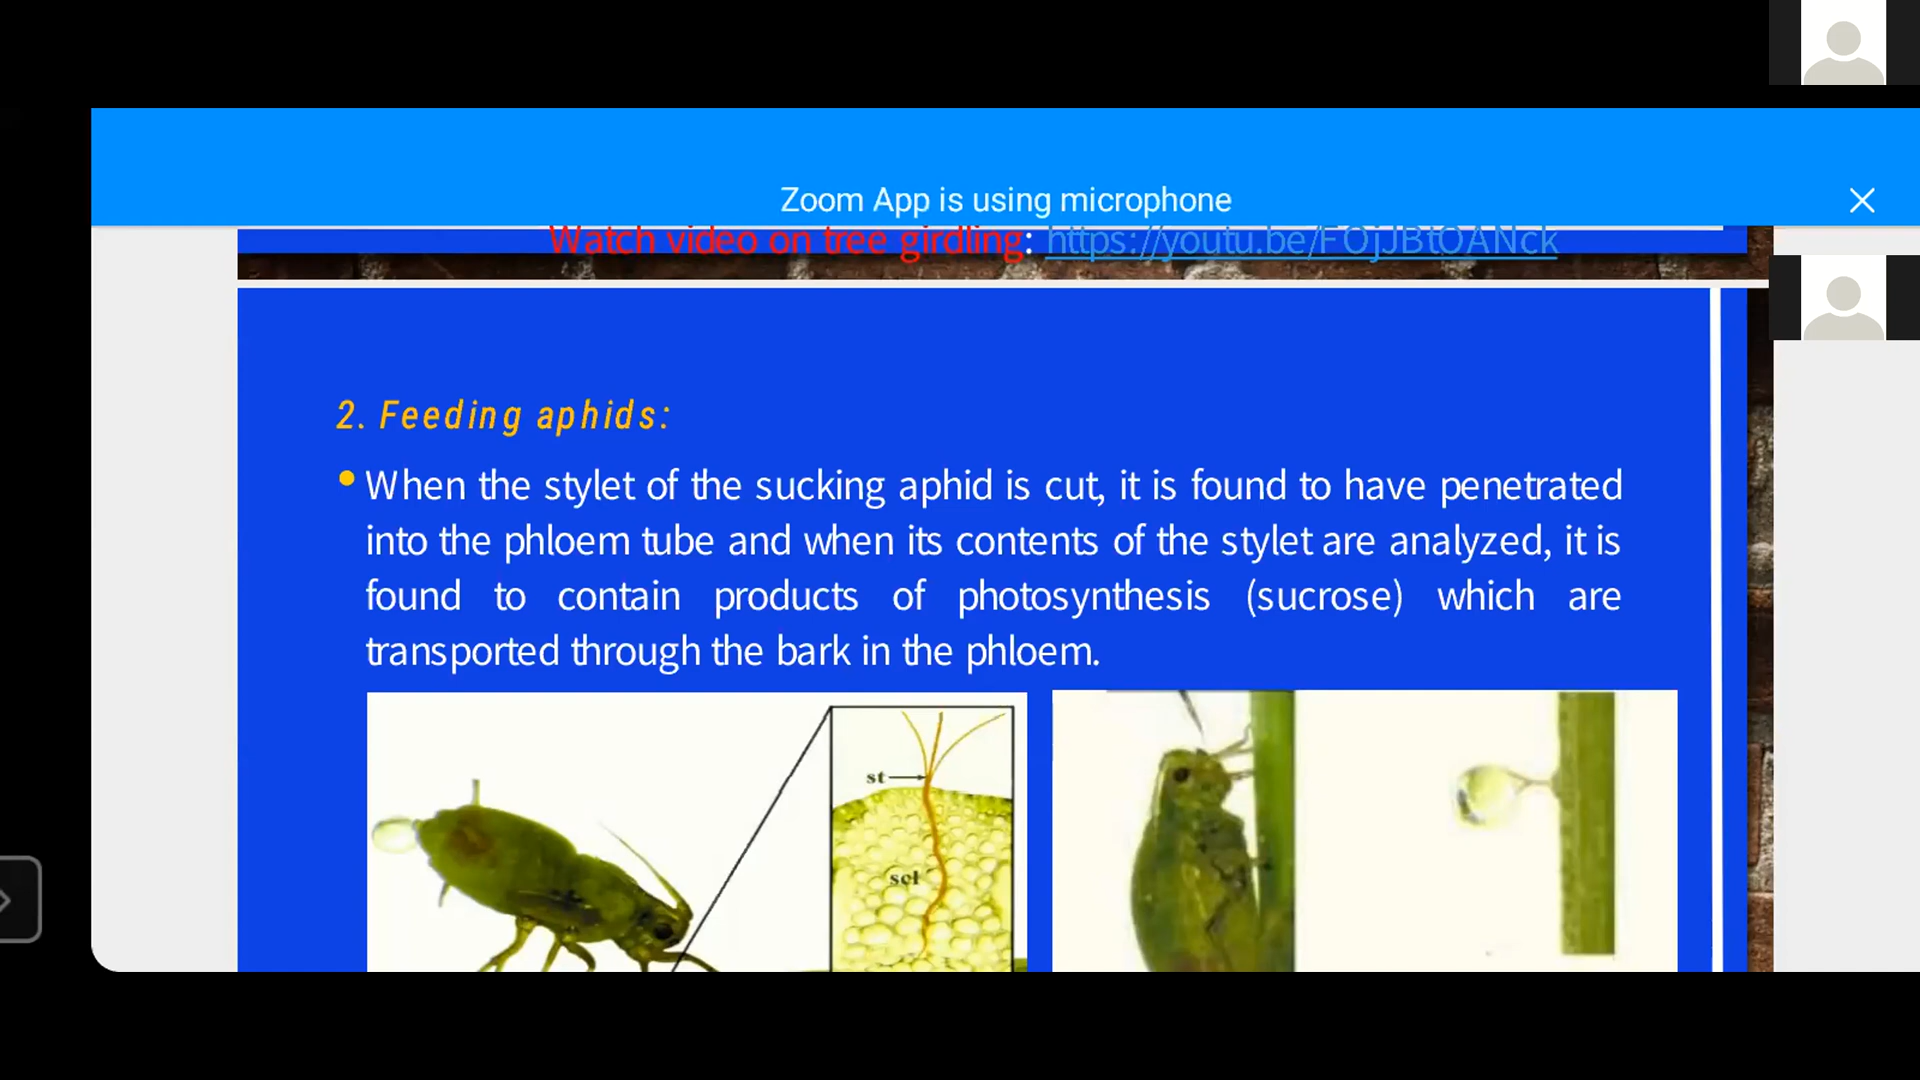 Zoom App is using microphone
Watch video on tree girdling: https://youtu.be/FOjJBtOANck
2. Feeding aphids:
When the stylet of the sucking aphid is cut, it is found to have penetrated
into the phloem tube and when its contents of the stylet are analyzed, it is
found to contain products of photosynthesis (sucrose) which are
transported through the bark in the phloem.
st
scl